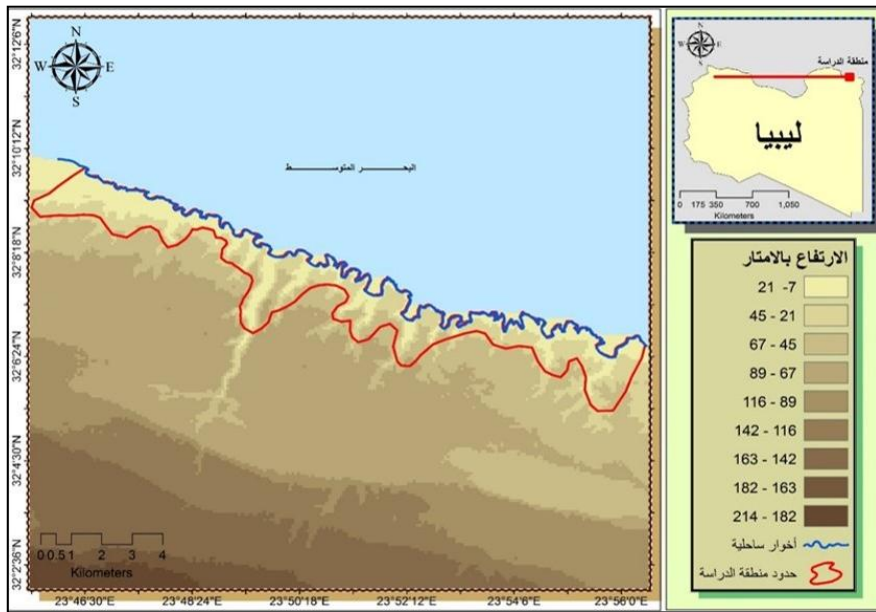 N
W E
S
32°12'6"N
32°10'12"N
32°8'18"N
32°6'24"N
32°4'30"N
32°2'36"N
البحـــر المتوســـــط
0 0.5 1 2 3 4
Kilometers
23°46'30"E 23°48'24"E 23°50'18"E 23°52'12"E 23°54'6"E 23°56'0"E
N
W E
S
منطقة الدراسة
ليبيا
0 175 350 700 1,050
Kilometers
الارتفاع بالامتار
21 -7
45 - 21
67 - 45
89 - 67
116 - 89
142 - 116
163 - 142
182 - 163
214 - 182
أخوار ساحلية
حدود منطقة الدراسة